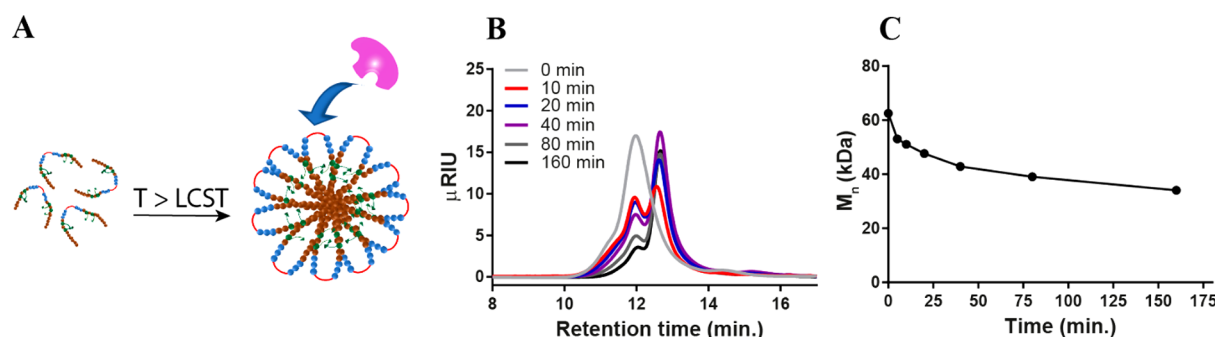 A
T > LCST
B
25
20
15
10
5
0
μRIU
0 min
10 min
20 min
40 min
80 min
160 min
8 10 12 14 16
Retention time (min.)
C
80
60
40
20
0
Mn (kDa)
0 25 50 75 100 125 150 175
Time (min.)